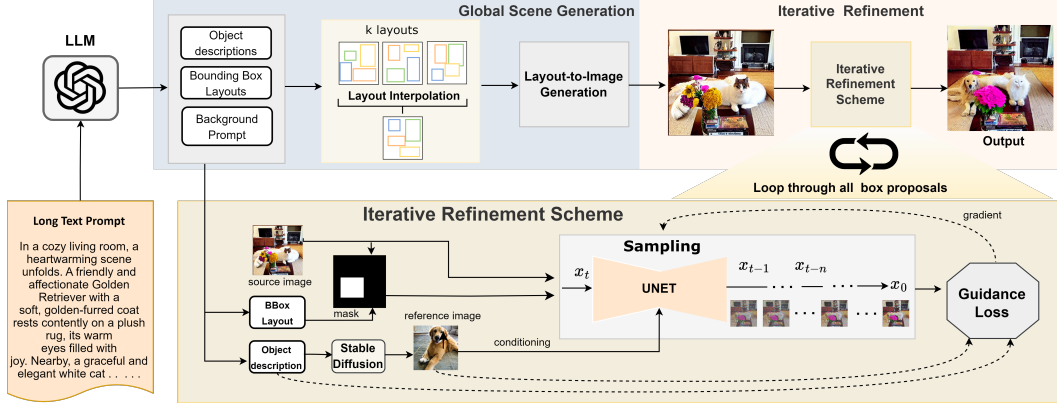 Global Scene Generation
Iterative Refinement
LLM
Object
descriptions
Bounding Box
Layouts
Background
Prompt
k layouts
Layout Interpolation
Layout-to-Image
Generation
Iterative
Refinement
Scheme
Output
Loop through all box proposals
Long Text Prompt
In a cozy living room, a
heartwarming scene
unfolds. A friendly and
affectionate Golden
Retriever with a
soft, golden-furred coat
rests contently on a plush
rug, its warm
eyes filled with
joy. Nearby, a graceful and
elegant white cat . . . . .
Iterative Refinement Scheme
source image
BBox
Layout
mask
Object
description
Stable
Diffusion
reference image
conditioning
Sampling
x_t
UNET
x_{t-1}
x_{t-n}
x_0
gradient
Guidance
Loss